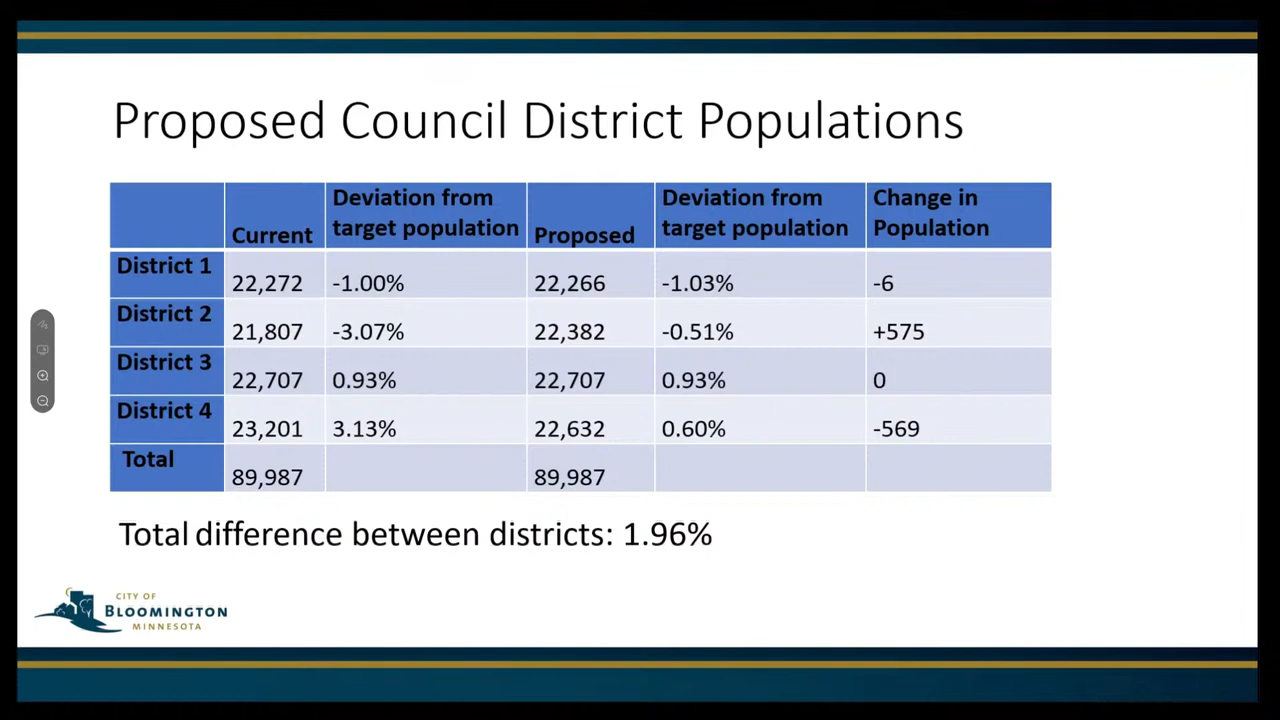 Proposed Council District Populations
Current Deviation from target population Proposed Deviation from target population Change in Population
District 1 22,272 -1.00% 22,266 -1.03% -6
District 2 21,807 -3.07% 22,382 -0.51% +575
District 3 22,707 0.93% 22,707 0.93% 0
District 4 23,201 3.13% 22,632 0.60% -569
Total 89,987 89,987
Total difference between districts: 1.96%
CITY OF
BLOOMINGTON
MINNESOTA